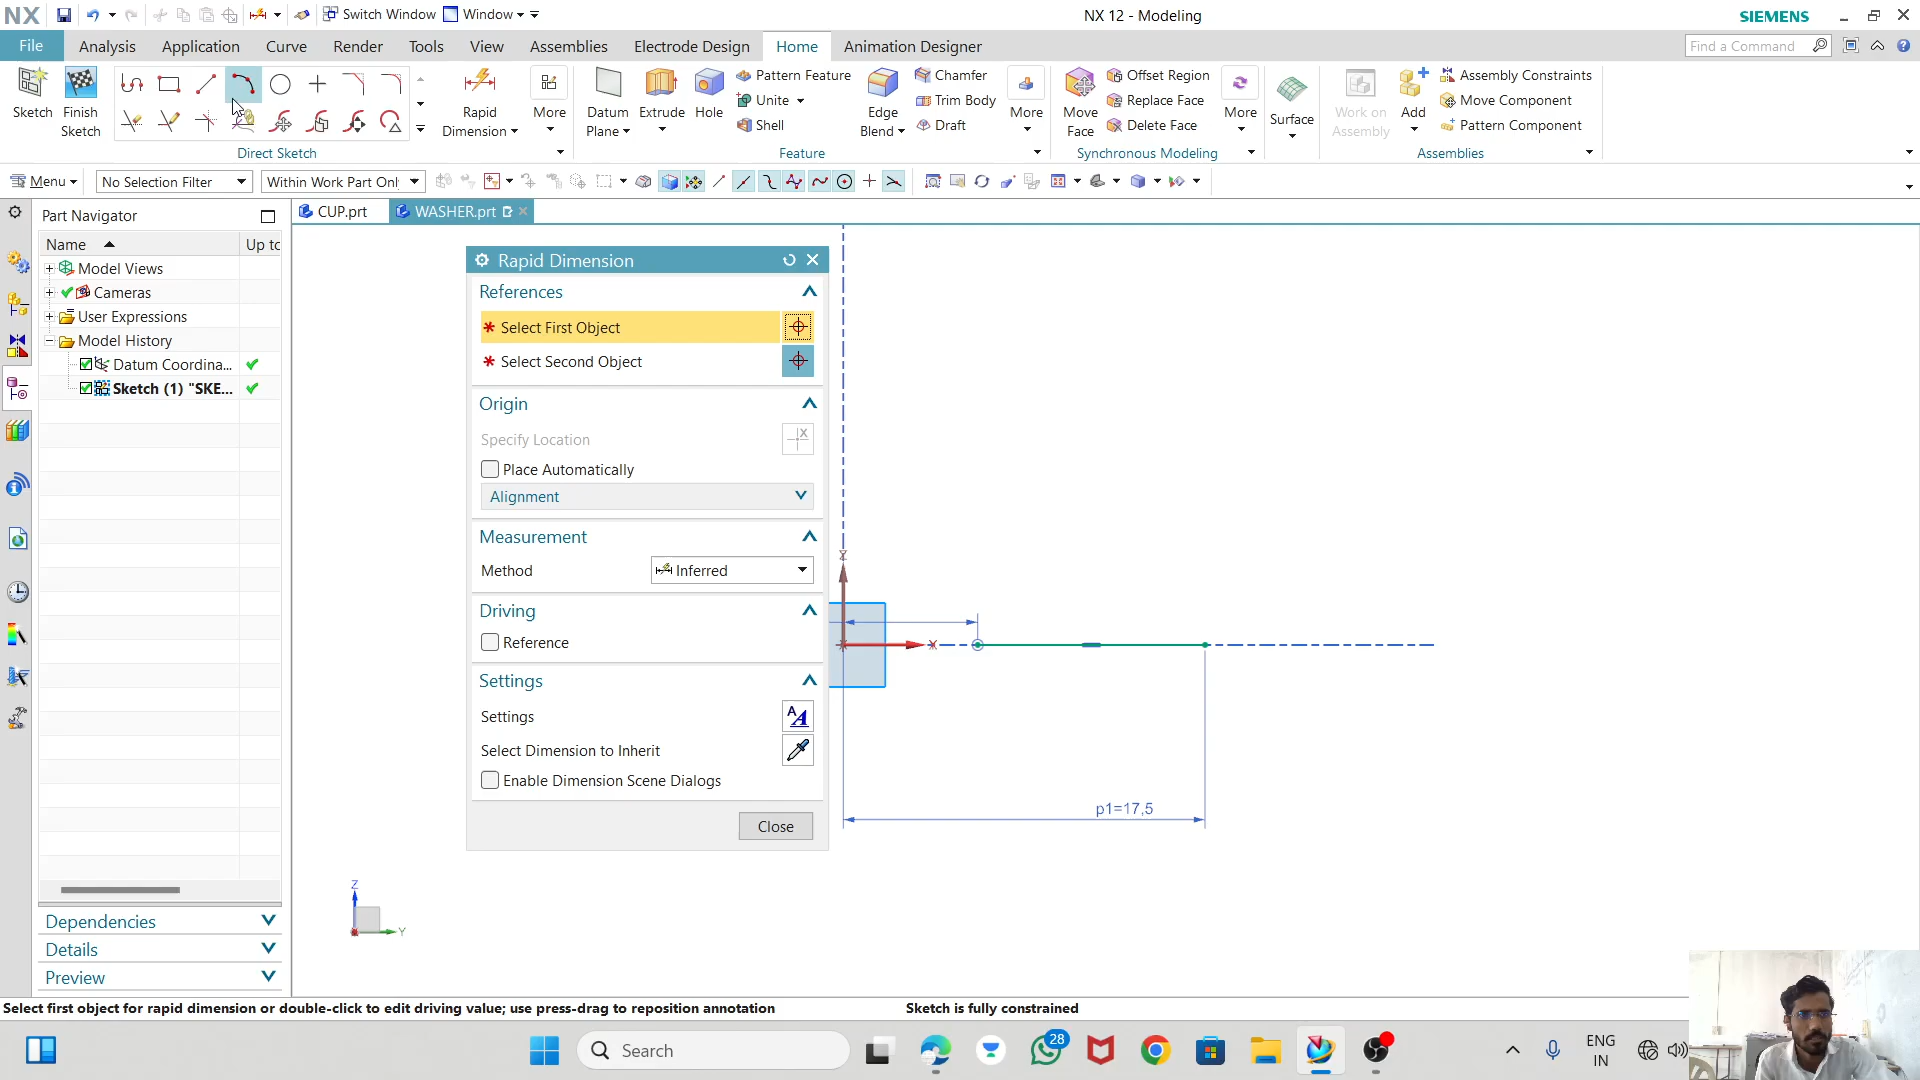 NX
Switch Window
Window
NX 12 - Modeling
SIEMENS
File
Analysis
Application
Curve
Render
Tools
View
Assemblies
Electrode Design
Home
Animation Designer
Find a Command
Sketch
Finish
Sketch
Rapid
Dimension
More
Datum
Plane
Extrude
Hole
Pattern Feature
Unite
Shell
Edge
Blend
Chamfer
Trim Body
Draft
More
Move
Face
Offset Region
Replace Face
Delete Face
More
Surface
Work on
Assembly
Add
Assembly Constraints
Move Component
Pattern Component
Direct Sketch
Feature
Synchronous Modeling
Assemblies
Menu
No Selection Filter
Within Work Part Onl
Part Navigator
CUP.prt
WASHER.prt
Name
Up to
Model Views
Cameras
User Expressions
Model History
Datum Coordina...
Sketch (1) "SKE...
Rapid Dimension
References
* Select First Object
* Select Second Object
Origin
Specify Location
Place Automatically
Alignment
Measurement
Method
Inferred
Driving
Reference
Settings
Settings
Select Dimension to Inherit
Enable Dimension Scene Dialogs
Close
X
p1=17,5
Z
Y
Dependencies
Details
Preview
Select first object for rapid dimension or double-click to edit driving value; use press-drag to reposition annotation
Sketch is fully constrained
Search
28
ENG
IN